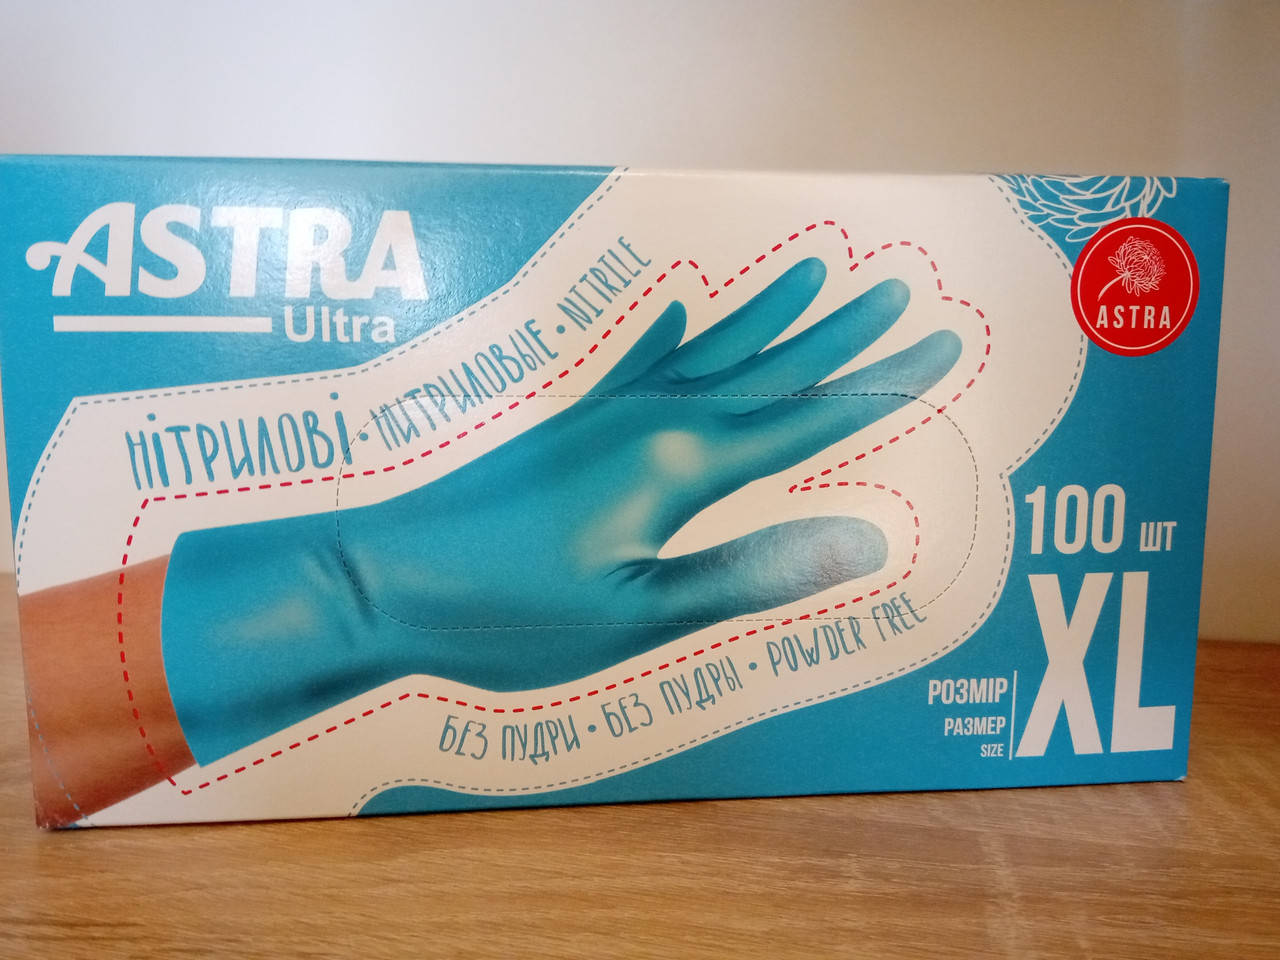 ASTRA
Ultra
НІТРИЛОВІ · НИТРИЛОВЫЕ · NITRILE
ASTRA
100 ШТ
БЕЗ ПУДРИ · БЕЗ ПУДРЫ · POWDER FREE
РОЗМІР
РАЗМЕР
SIZE
XL